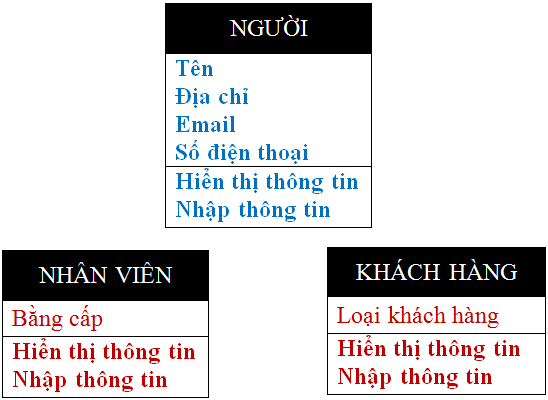 NGƯỜI
Tên
Địa chỉ
Email
Số điện thoại
Hiển thị thông tin
Nhập thông tin
NHÂN VIÊN
Bằng cấp
Hiển thị thông tin
Nhập thông tin
KHÁCH HÀNG
Loại khách hàng
Hiển thị thông tin
Nhập thông tin